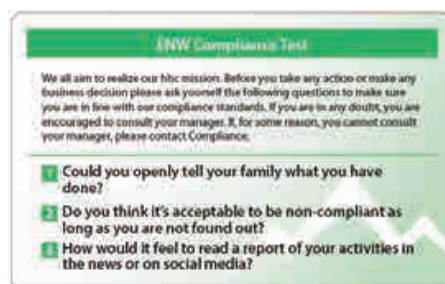 ENW Compliance Test
We all aim to realize our hhc mission. Before you take any action or make any
business decision please ask yourself the following questions to make sure
you are in line with our compliance standards. If you are in any doubt, you are
encouraged to consult your manager. If, for some reason, you cannot consult
your manager, please contact Compliance.
1 Could you openly tell your family what you have
done?
2 Do you think it's acceptable to be non-compliant as
long as you are not found out?
3 How would it feel to read a report of your activities in
the news or on social media?